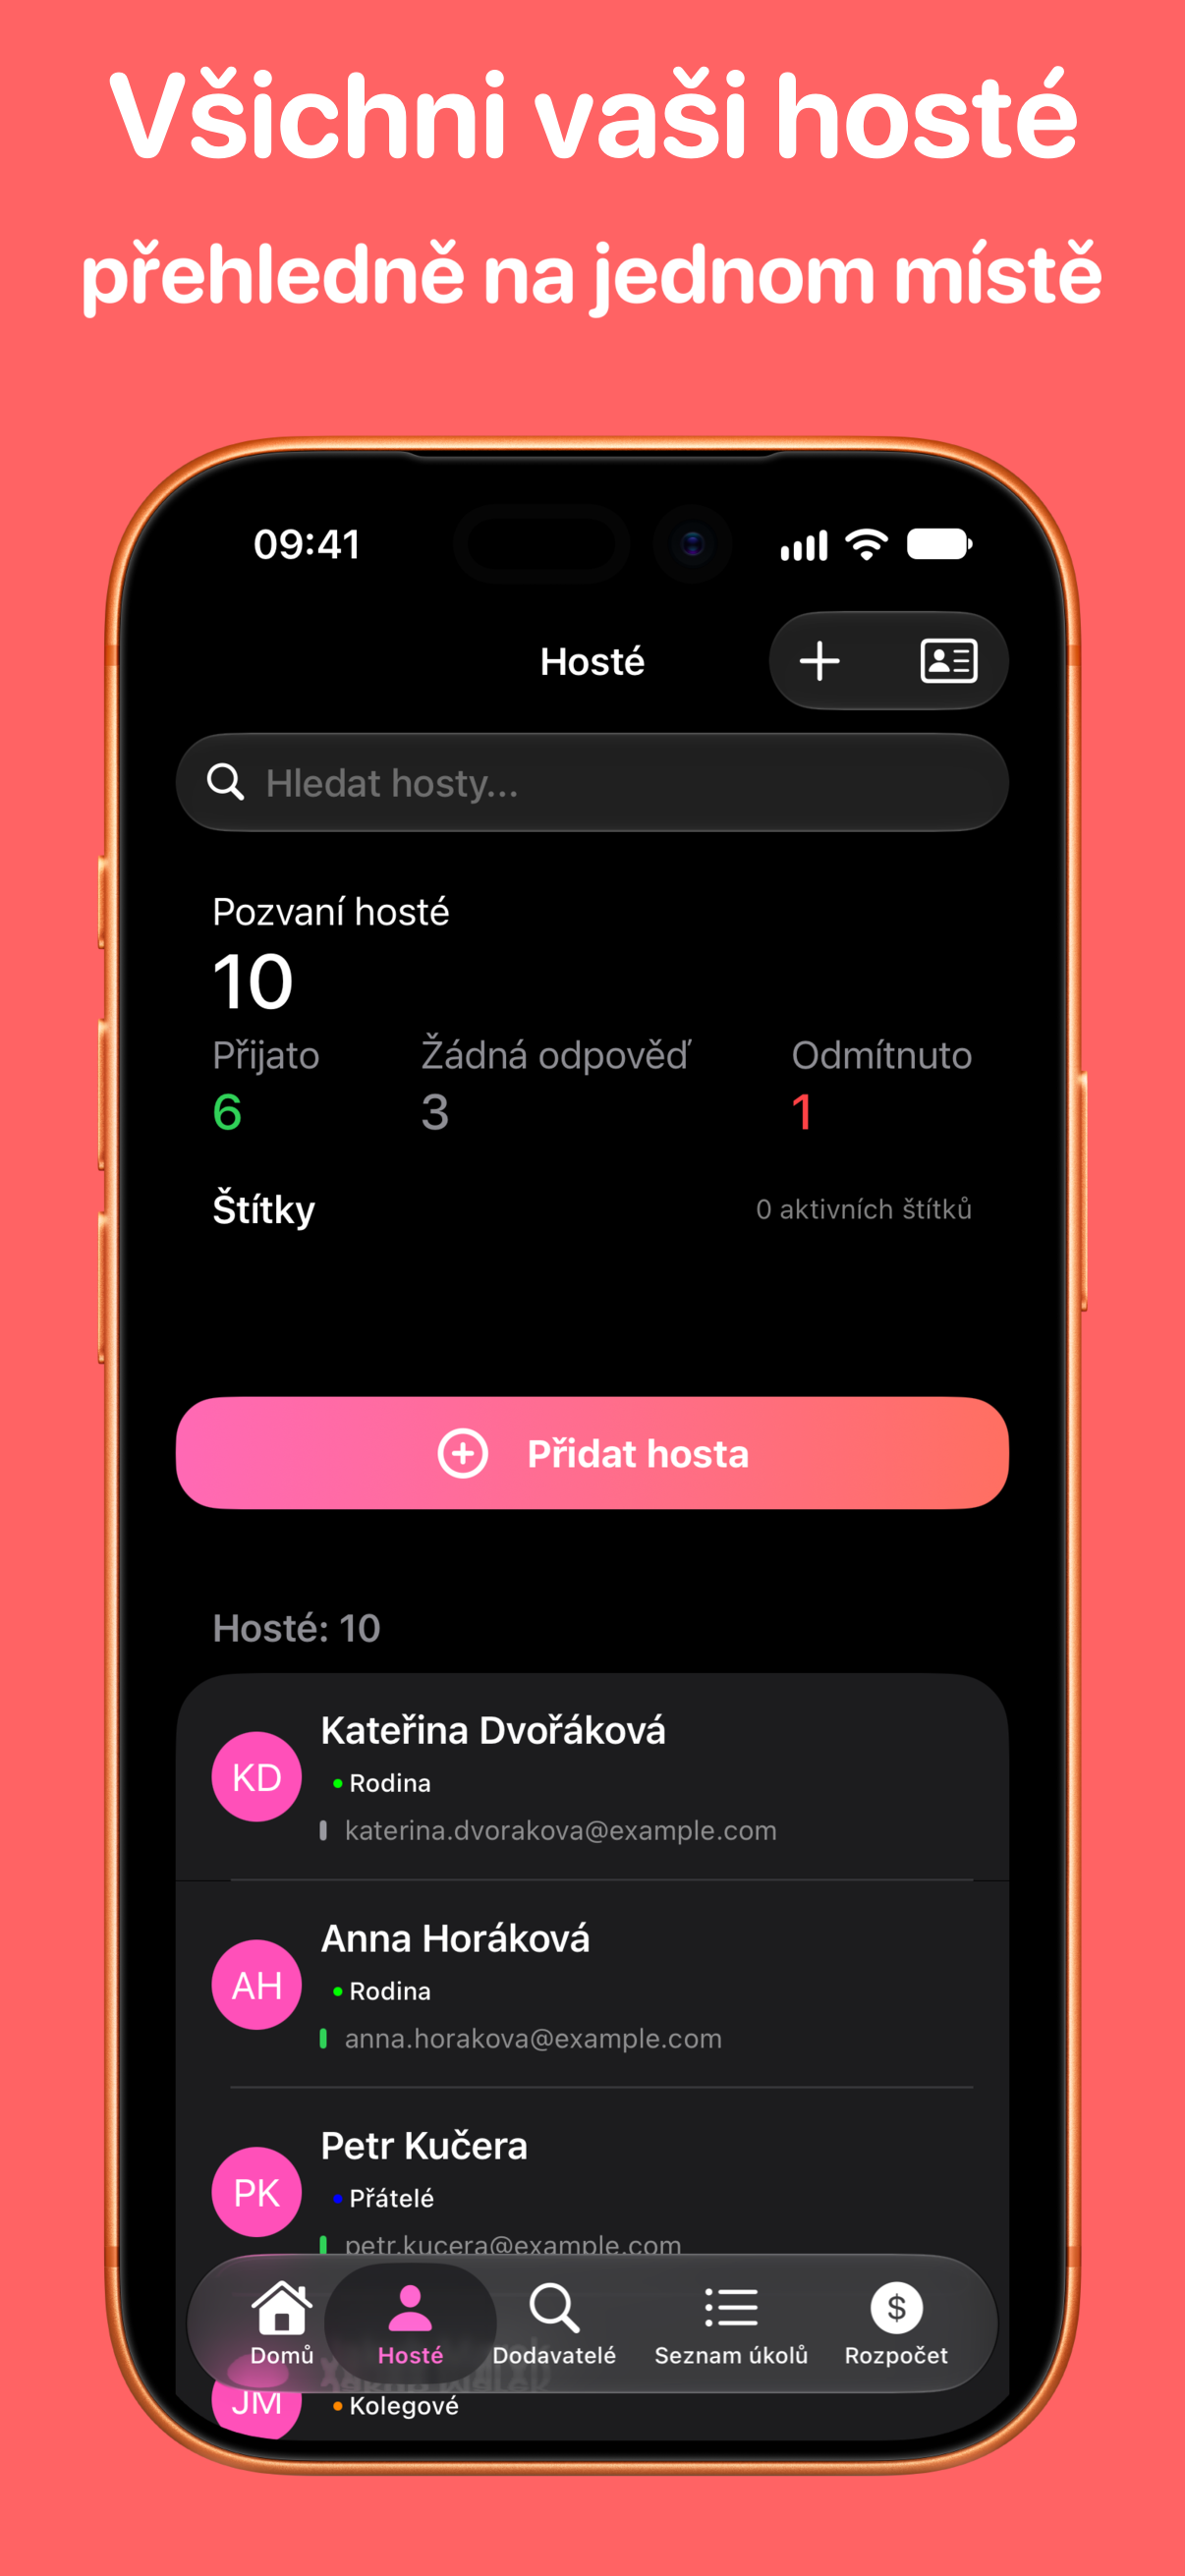 Všichni vaši hosté
přehledně na jednom místě
09:41
Hosté
Hledat hosty...
Pozvaní hosté
10
Přijato Žádná odpověď Odmítnuto
6 3 1
Štítky 0 aktivních štítků
Přidat hosta
Hosté: 10
KD
Kateřina Dvořáková
Rodina
katerina.dvorakova@example.com
AH
Anna Horáková
Rodina
anna.horakova@example.com
PK
Petr Kučera
Přátelé
petr.kucera@example.com
Domů Hosté Dodavatelé Seznam úkolů Rozpočet
JM
Kolegové